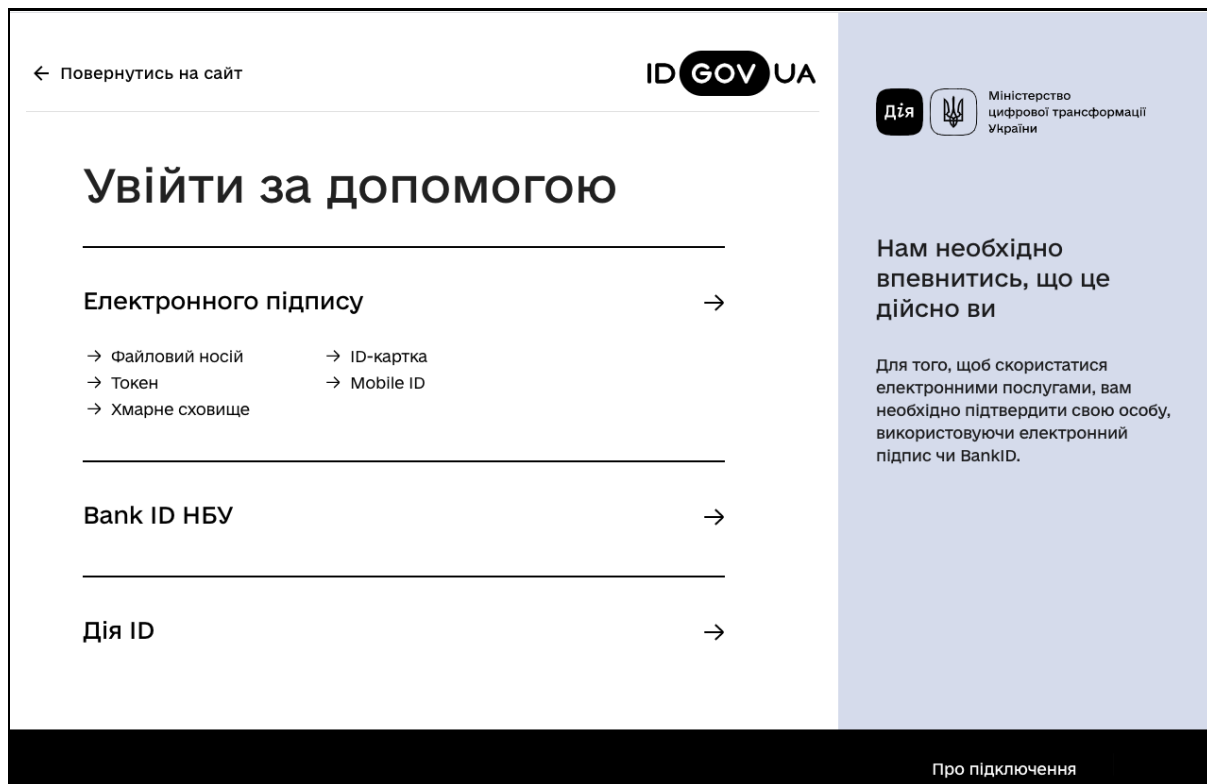 ← Повернутись на сайт
ID GOV UA
Увійти за допомогою
Електронного підпису →
→ Файловий носій
→ Токен
→ Хмарне сховище
→ ID-картка
→ Mobile ID
Bank ID НБУ →
Дія ID →
Дія
Міністерство
цифрової трансформації
України
Нам необхідно
впевнитись, що це
дійсно ви
Для того, щоб скористатися
електронними послугами, вам
необхідно підтвердити свою особу,
використовуючи електронний
підпис чи BankID.
Про підключення